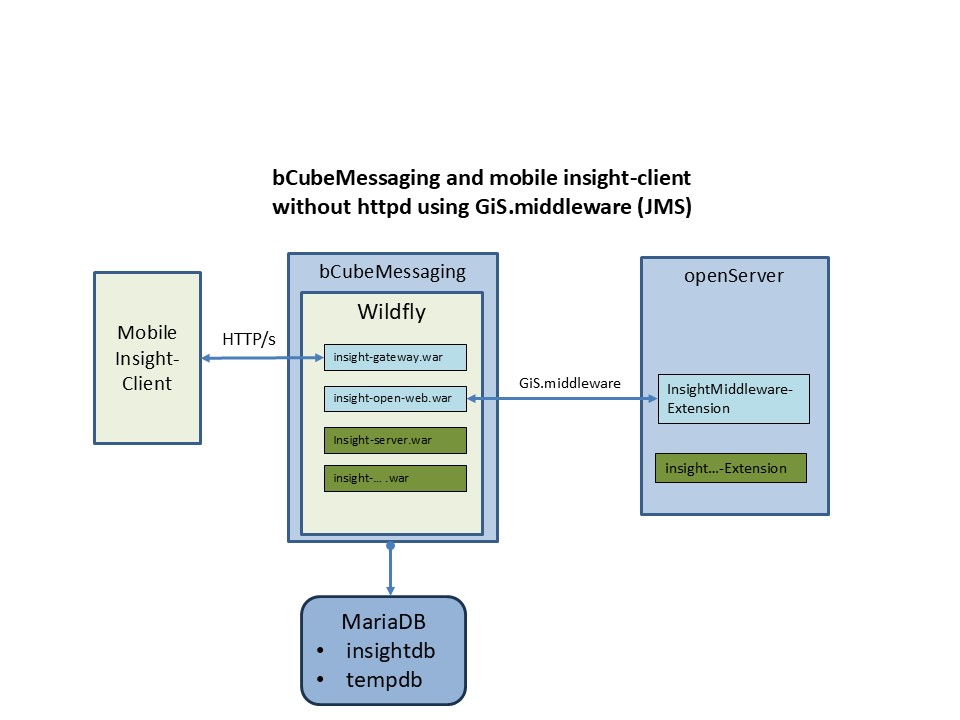 bCubeMessaging and mobile insight-client
without httpd using GiS.middleware (JMS)
bCubeMessaging
openServer
Wildfly
Mobile
Insight-
Client
HTTP/s
insight-gateway.war
insight-open-web.war
Insight-server.war
insight-... .war
GiS.middleware
InsightMiddleware-
Extension
insight...-Extension
MariaDB
• insightdb
• tempdb